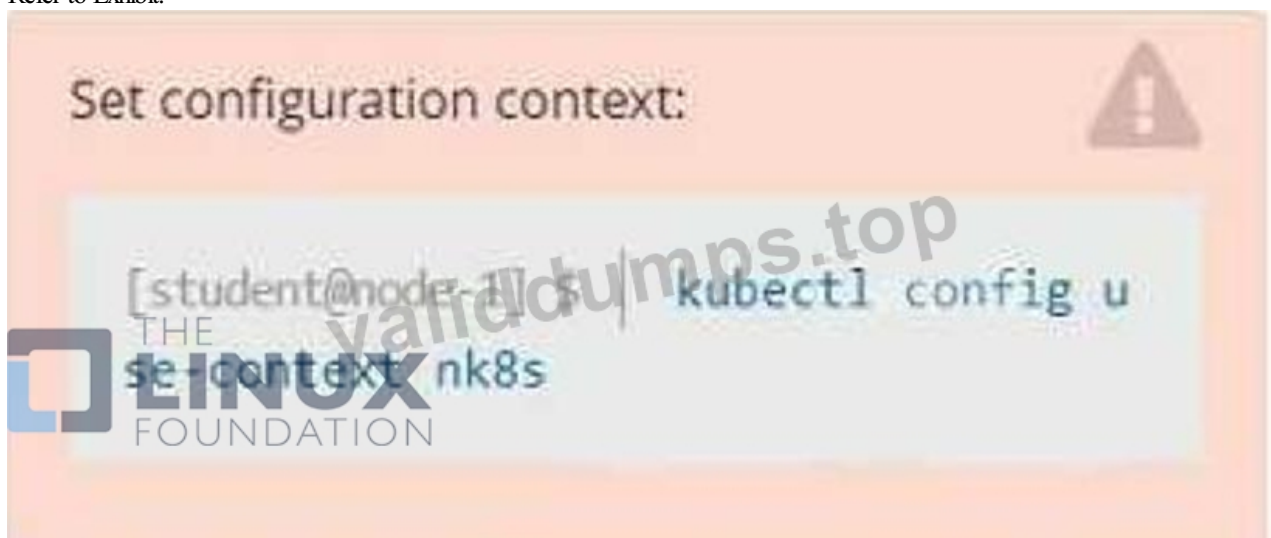 Refer to Exhibit.
Set configuration context:
[student@node-1] $ | kubectl config u
se-context nk8s
validdumps.top
THE
LINUX
FOUNDATION